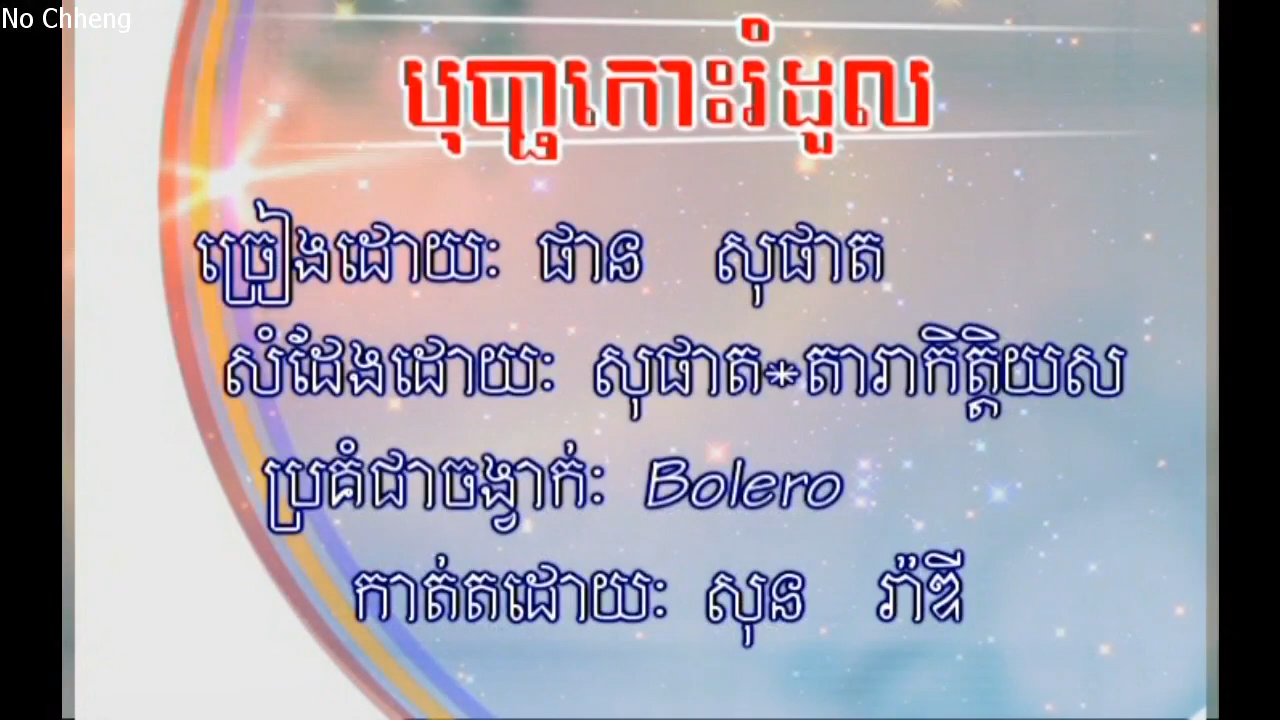 No Chheng
បុប្ផាកោះរំដួល
ច្រៀងដោយៈ ផាន សុផាត
សំដែងដោយៈ សុផាត*តារាកិត្តិយស
ប្រគំជាចង្វាក់ៈ Bolero
កាត់តដោយៈ សុន រ៉ាឌី